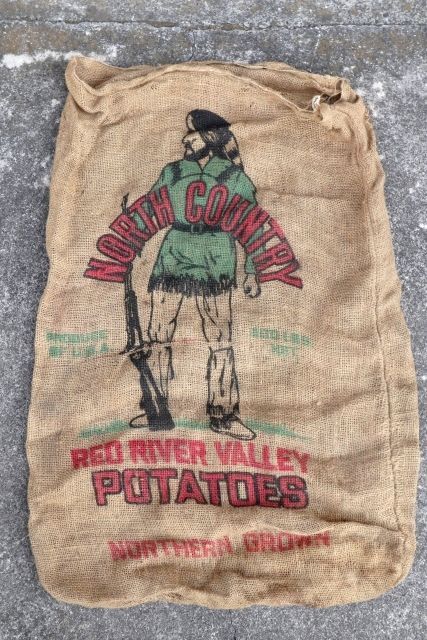 NORTH COUNTRY
PRODUCE
OF U.S.A.
100 LBS.
NET
RED RIVER VALLEY
POTATOES
NORTHERN GROWN